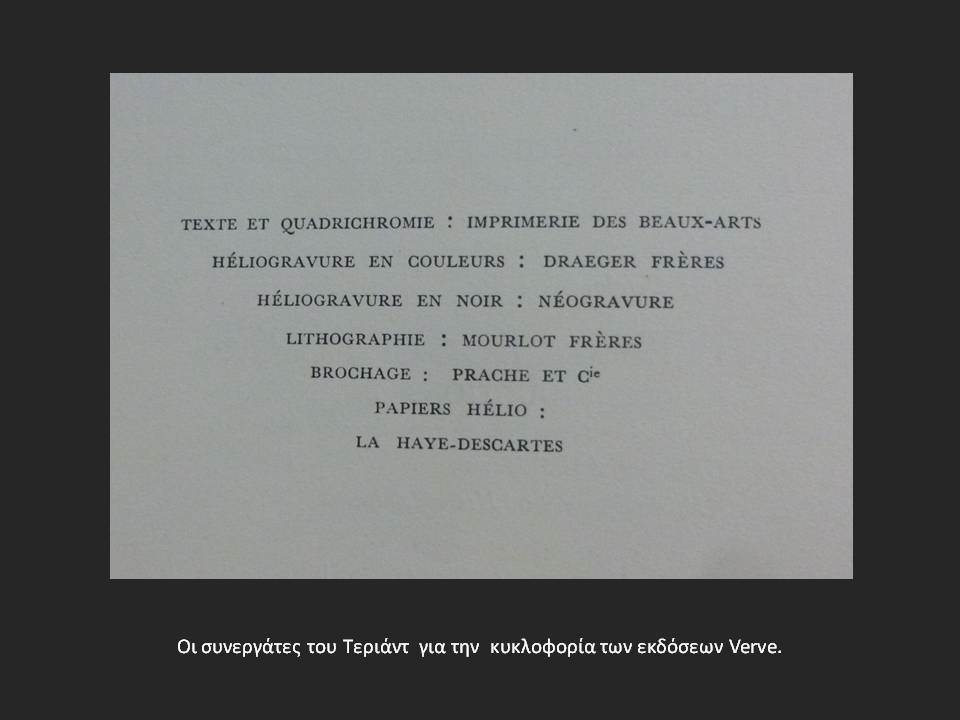 TEXTE ET QUADRICHROMIE : IMPRIMERIE DES BEAUX-ARTS
HÉLIOGRAVURE EN COULEURS : DRAEGER FRÈRES
HÉLIOGRAVURE EN NOIR : NÉOGRAVURE
LITHOGRAPHIE : MOURLOT FRÈRES
BROCHAGE : PRACHE ET Cie
PAPIERS HÉLIO :
LA HAYE-DESCARTES
Οι συνεργάτες του Τεριάντ για την κυκλοφορία των εκδόσεων Verve.